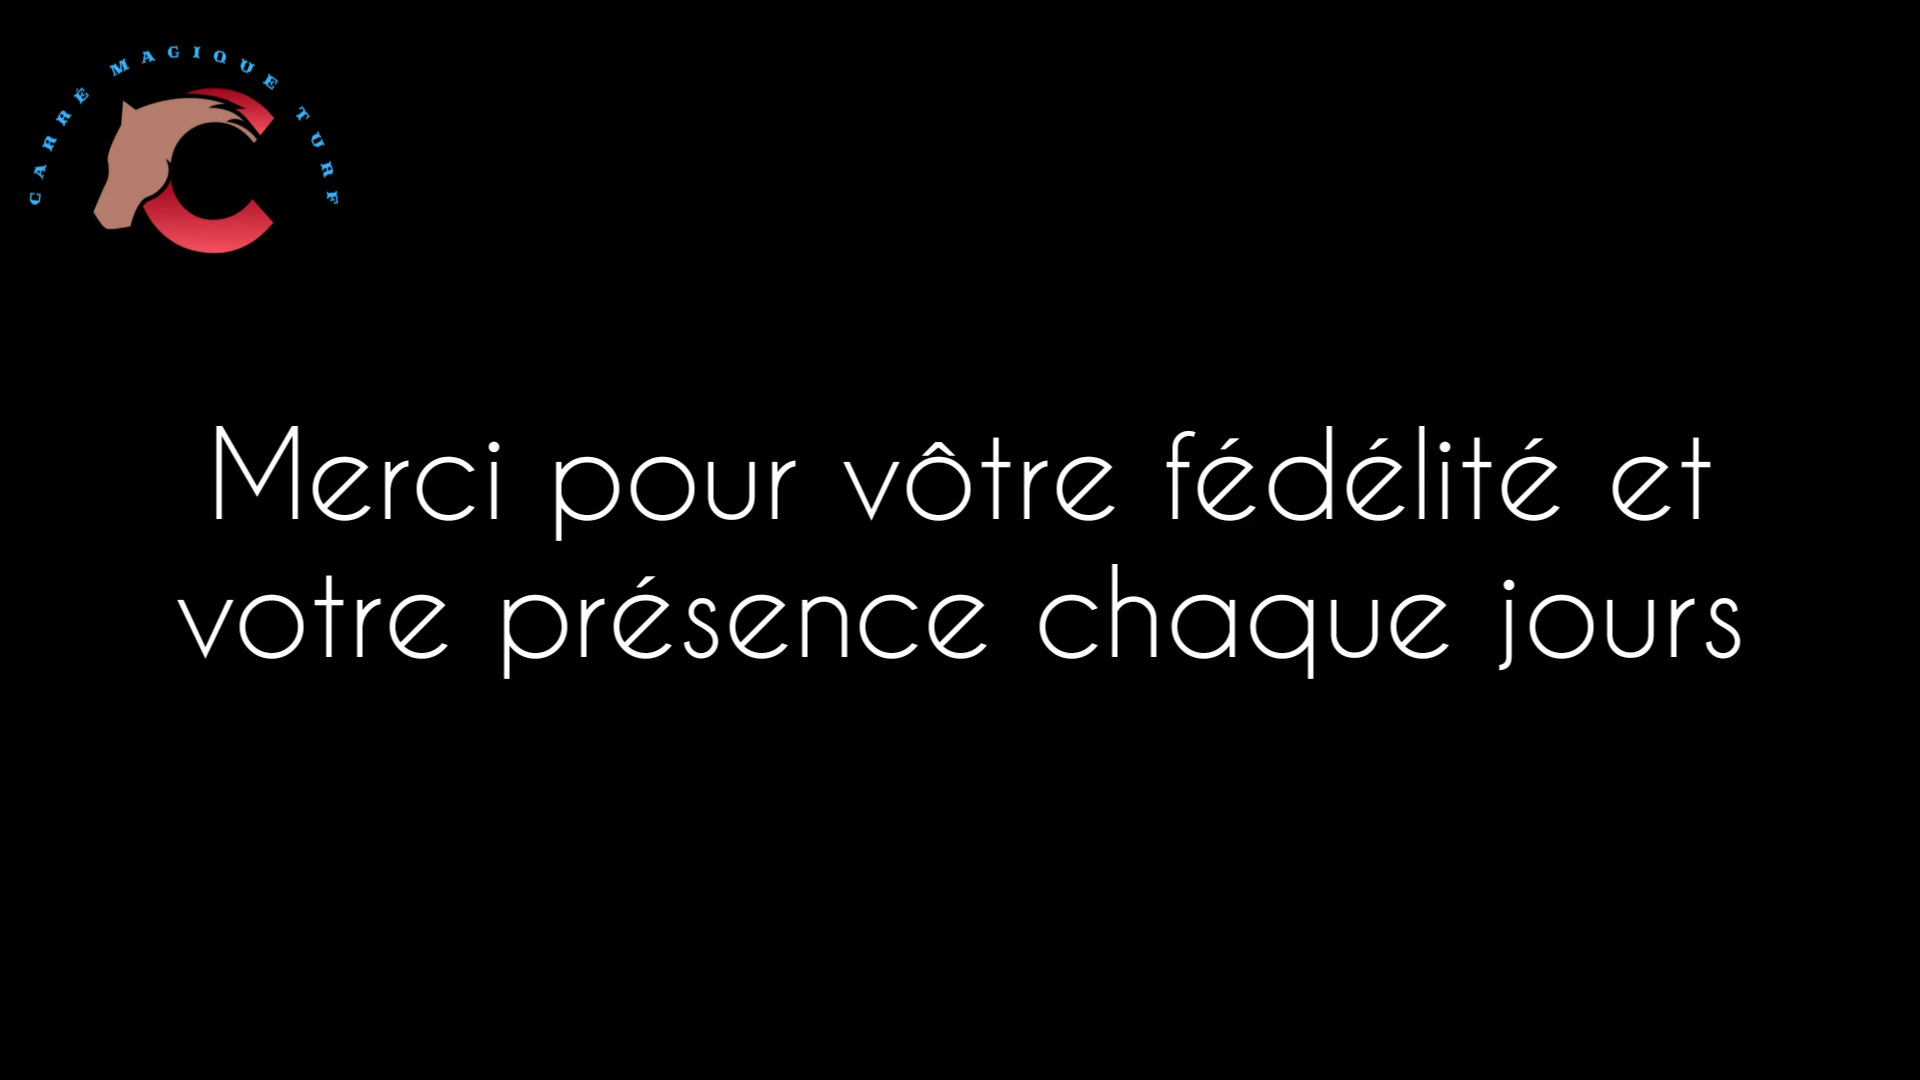 CARRÉ MAGIQUE TURF
Merci pour vôtre fédélité et
votre présence chaque jours